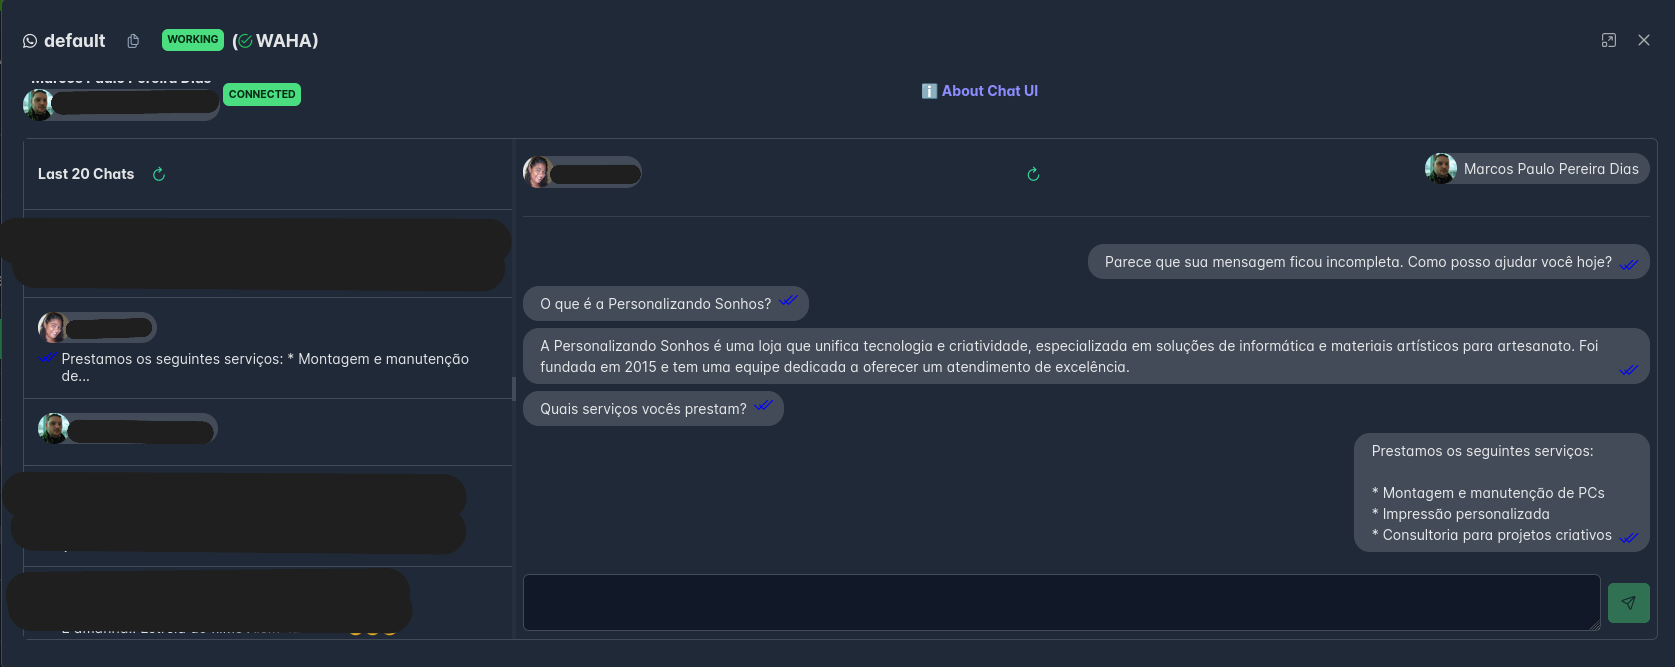 default WORKING (WAHA)
Marcos Paulo Pereira Dias
CONNECTED
ℹ️ About Chat UI
Last 20 Chats
Prestamos os seguintes serviços: * Montagem e manutenção
de...
Marcos Paulo Pereira Dias
Parece que sua mensagem ficou incompleta. Como posso ajudar você hoje?
O que é a Personalizando Sonhos?
A Personalizando Sonhos é uma loja que unifica tecnologia e criatividade, especializada em soluções de informática e materiais artísticos para artesanato. Foi
fundada em 2015 e tem uma equipe dedicada a oferecer um atendimento de excelência.
Quais serviços vocês prestam?
Prestamos os seguintes serviços:
* Montagem e manutenção de PCs
* Impressão personalizada
* Consultoria para projetos criativos